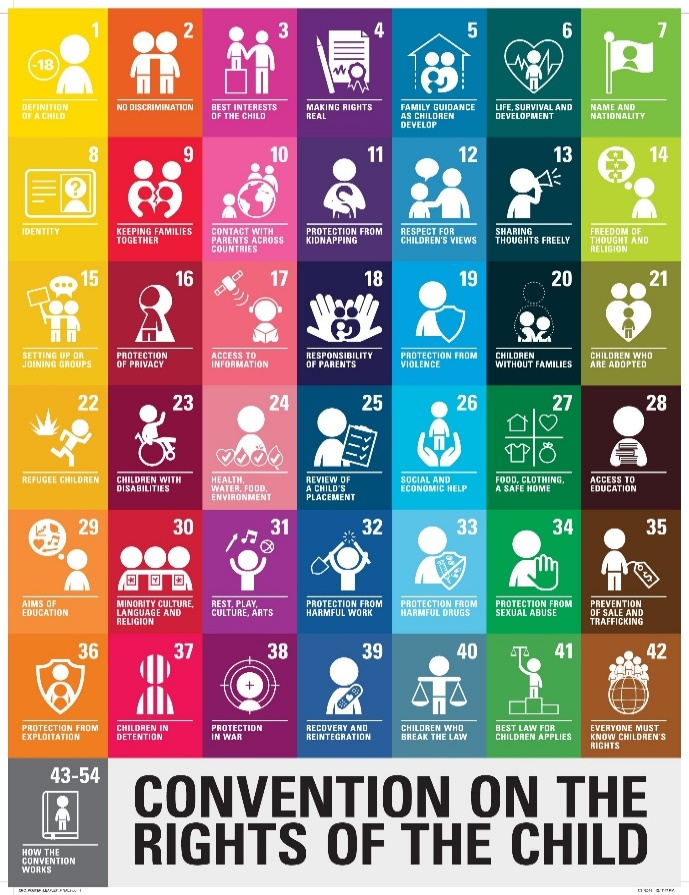 1
-18
DEFINITION
OF A CHILD
2
NO DISCRIMINATION
3
BEST INTERESTS
OF THE CHILD
4
MAKING RIGHTS
REAL
5
FAMILY GUIDANCE
AS CHILDREN
DEVELOP
6
LIFE, SURVIVAL AND
DEVELOPMENT
7
NAME AND
NATIONALITY
8
?
IDENTITY
9
KEEPING FAMILIES
TOGETHER
10
CONTACT WITH
PARENTS ACROSS
COUNTRIES
11
PROTECTION FROM
KIDNAPPING
12
RESPECT FOR
CHILDREN'S VIEWS
13
SHARING
THOUGHTS FREELY
14
FREEDOM OF
THOUGHT AND
RELIGION
15
SETTING UP OR
JOINING GROUPS
16
PROTECTION
OF PRIVACY
17
ACCESS TO
INFORMATION
18
RESPONSIBILITY
OF PARENTS
19
PROTECTION FROM
VIOLENCE
20
CHILDREN
WITHOUT FAMILIES
21
CHILDREN WHO
ARE ADOPTED
22
REFUGEE CHILDREN
23
CHILDREN WITH
DISABILITIES
24
HEALTH,
WATER, FOOD,
ENVIRONMENT
25
REVIEW OF
A CHILD'S
PLACEMENT
26
SOCIAL AND
ECONOMIC HELP
27
FOOD, CLOTHING,
A SAFE HOME
28
ACCESS TO
EDUCATION
29
AIMS OF
EDUCATION
30
MINORITY CULTURE,
LANGUAGE AND
RELIGION
31
REST, PLAY,
CULTURE, ARTS
32
PROTECTION FROM
HARMFUL WORK
33
PROTECTION FROM
HARMFUL DRUGS
34
PROTECTION FROM
SEXUAL ABUSE
35
$
PREVENTION
OF SALE AND
TRAFFICKING
36
PROTECTION FROM
EXPLOITATION
37
CHILDREN IN
DETENTION
38
PROTECTION
IN WAR
39
RECOVERY AND
REINTEGRATION
40
CHILDREN WHO
BREAK THE LAW
41
BEST LAW FOR
CHILDREN APPLIES
42
EVERYONE MUST
KNOW CHILDREN'S
RIGHTS
43-54
HOW THE
CONVENTION
WORKS
CONVENTION ON THE
RIGHTS OF THE CHILD